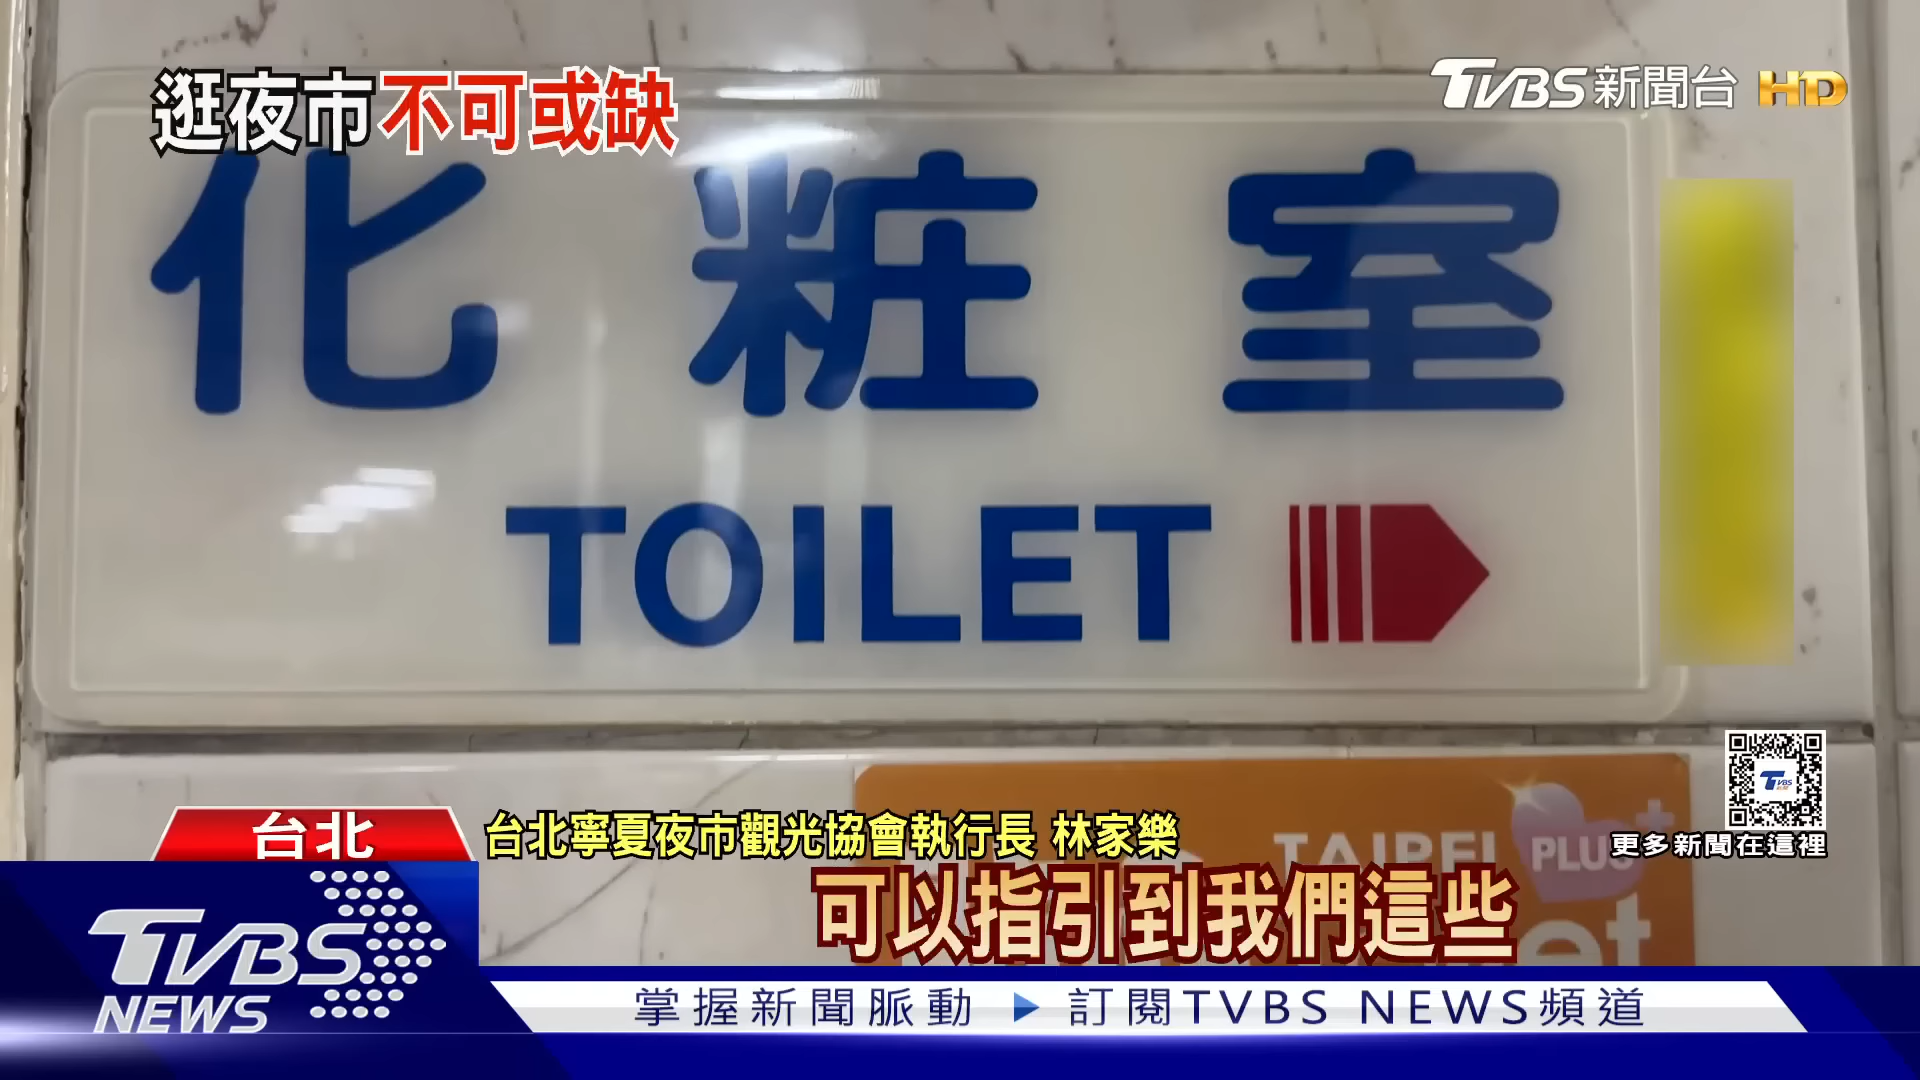 逛夜市不可或缺
TVBS新聞台 HD
化粧室
TOILET
TAIPEI
PLUS+
更多新聞在這裡
台北
台北寧夏夜市觀光協會執行長 林家樂
可以指引到我們這些
TVBS
NEWS
掌握新聞脈動 ▶ 訂閱TVBS NEWS頻道